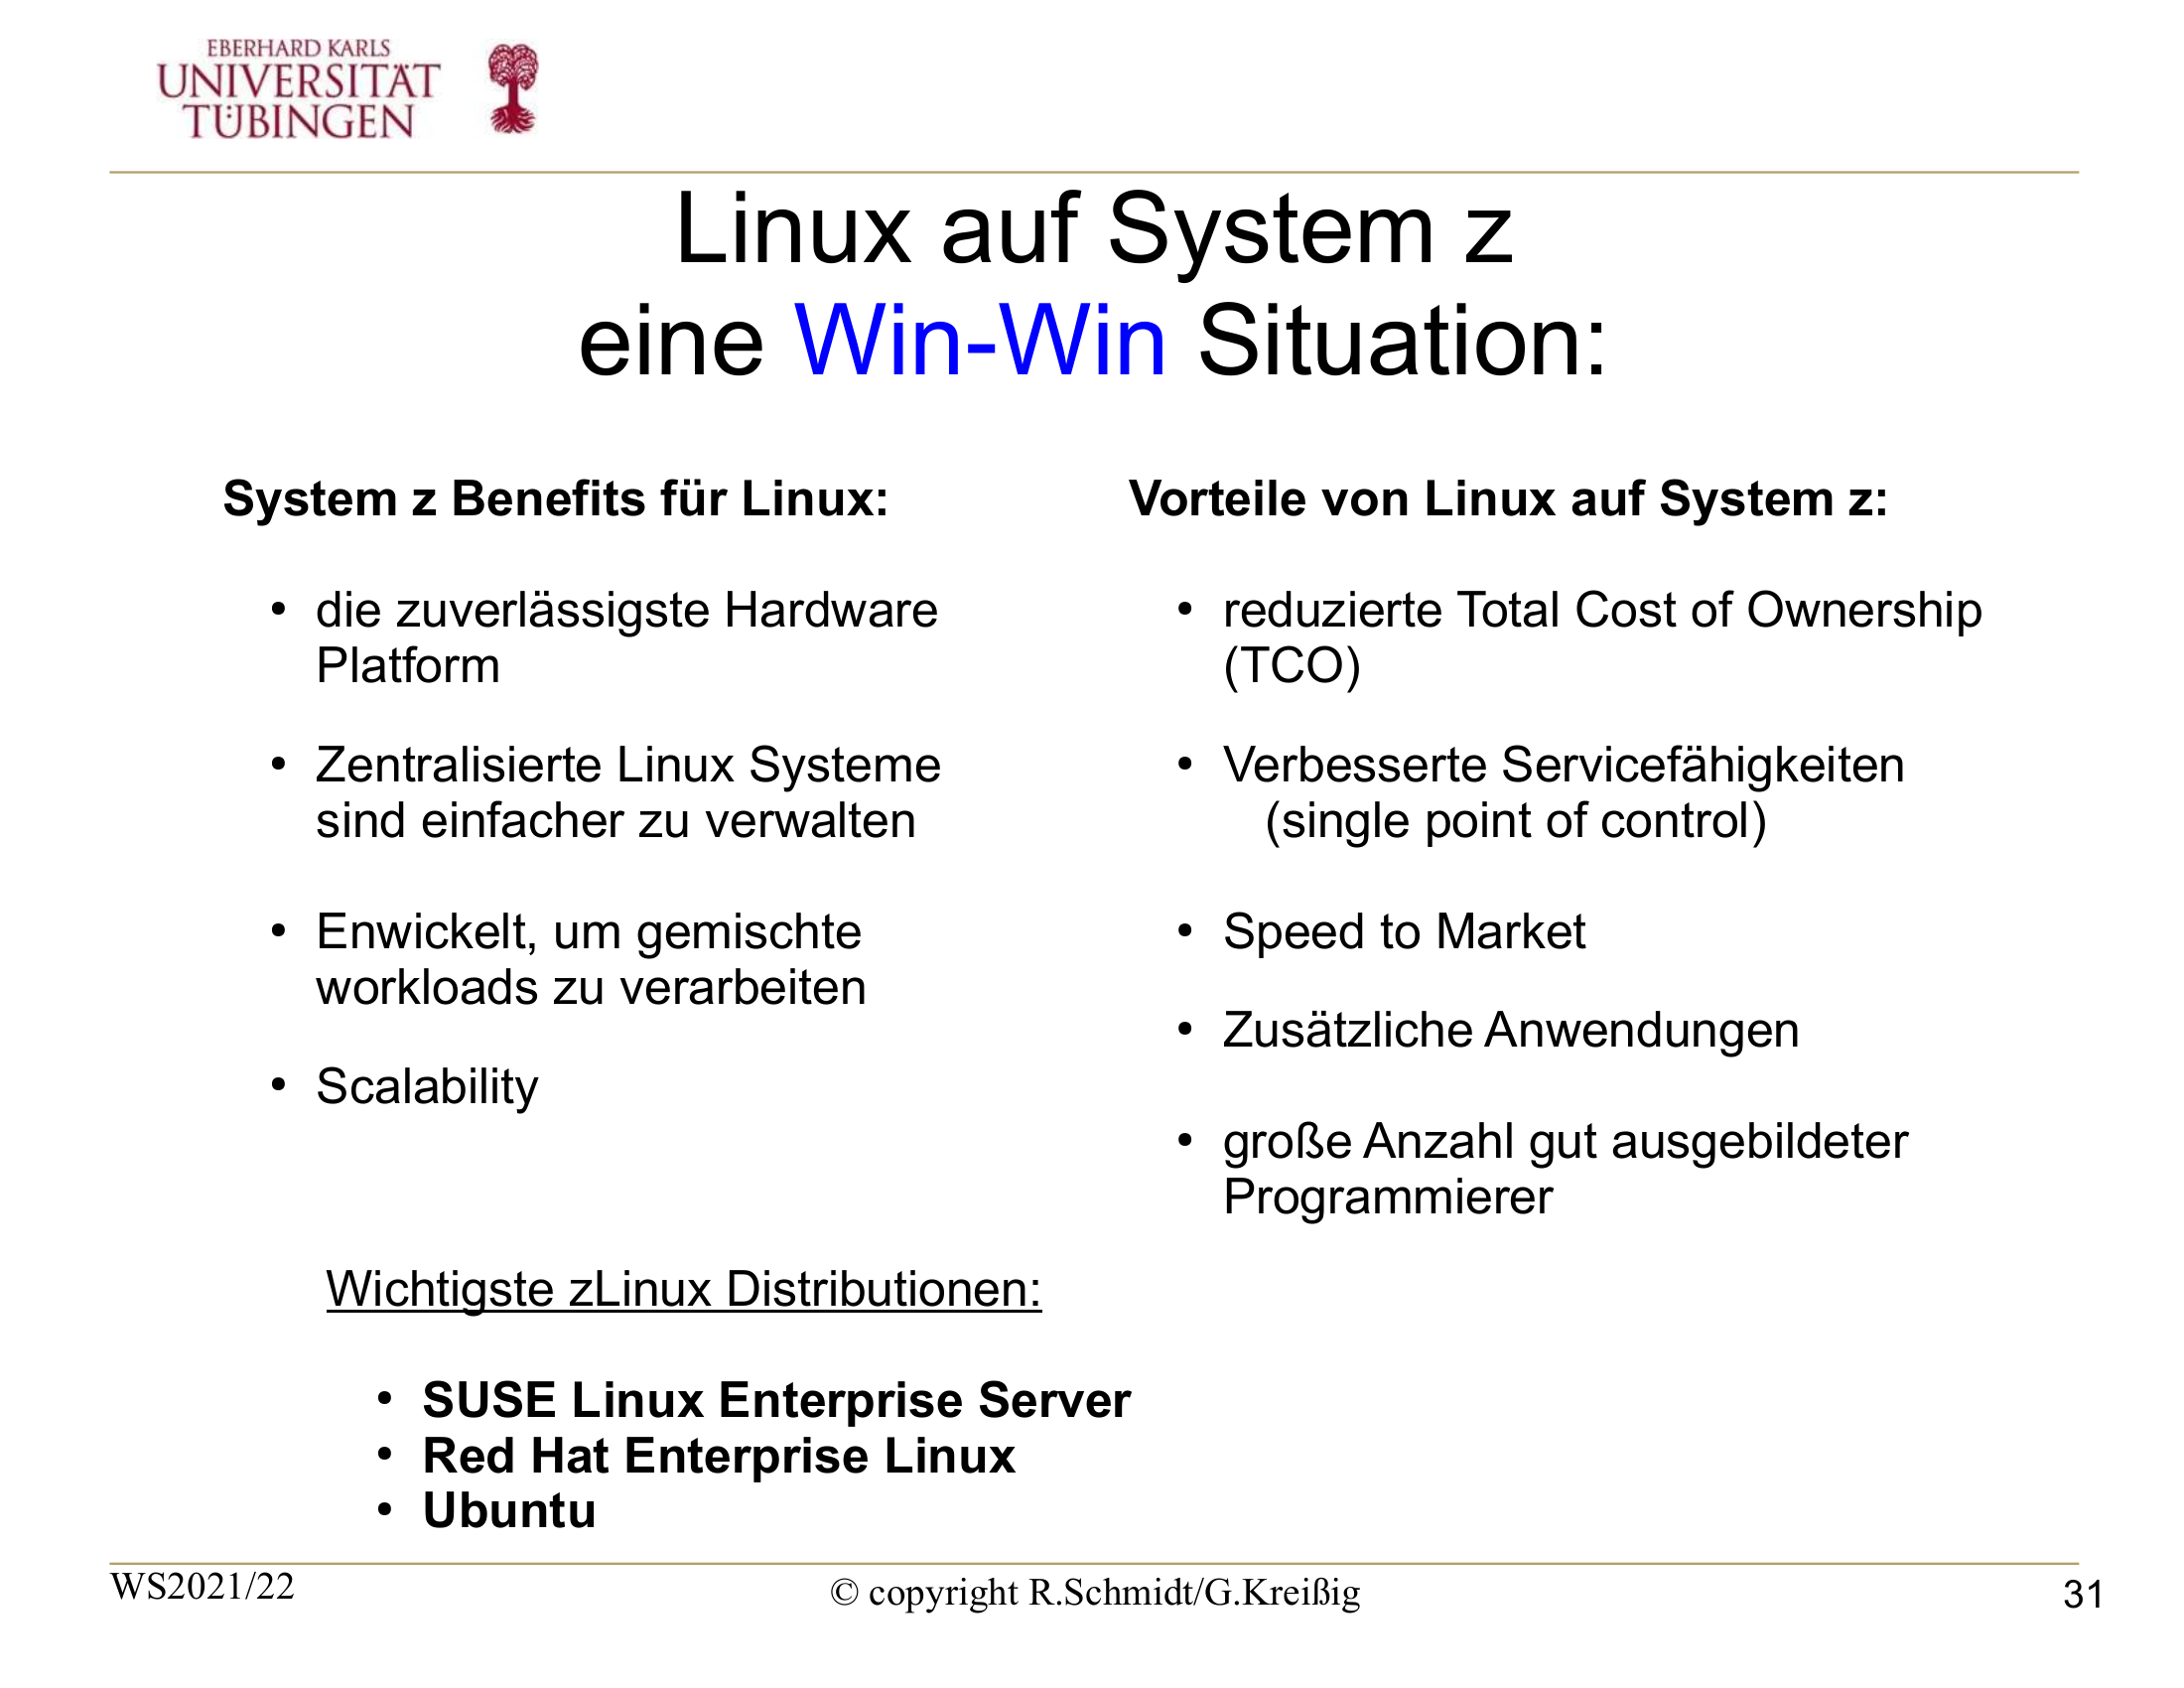 EBERHARD KARLS
UNIVERSITÄT
TÜBINGEN
Linux auf System z
eine Win-Win Situation:
System z Benefits für Linux:
• die zuverlässigste Hardware
Platform
• Zentralisierte Linux Systeme
sind einfacher zu verwalten
• Enwickelt, um gemischte
workloads zu verarbeiten
• Scalability
Vorteile von Linux auf System z:
• reduzierte Total Cost of Ownership
(TCO)
• Verbesserte Servicefähigkeiten
(single point of control)
• Speed to Market
• Zusätzliche Anwendungen
• große Anzahl gut ausgebildeter
Programmierer
Wichtigste zLinux Distributionen:
• SUSE Linux Enterprise Server
• Red Hat Enterprise Linux
• Ubuntu
WS2021/22
© copyright R.Schmidt/G.Kreißig
31